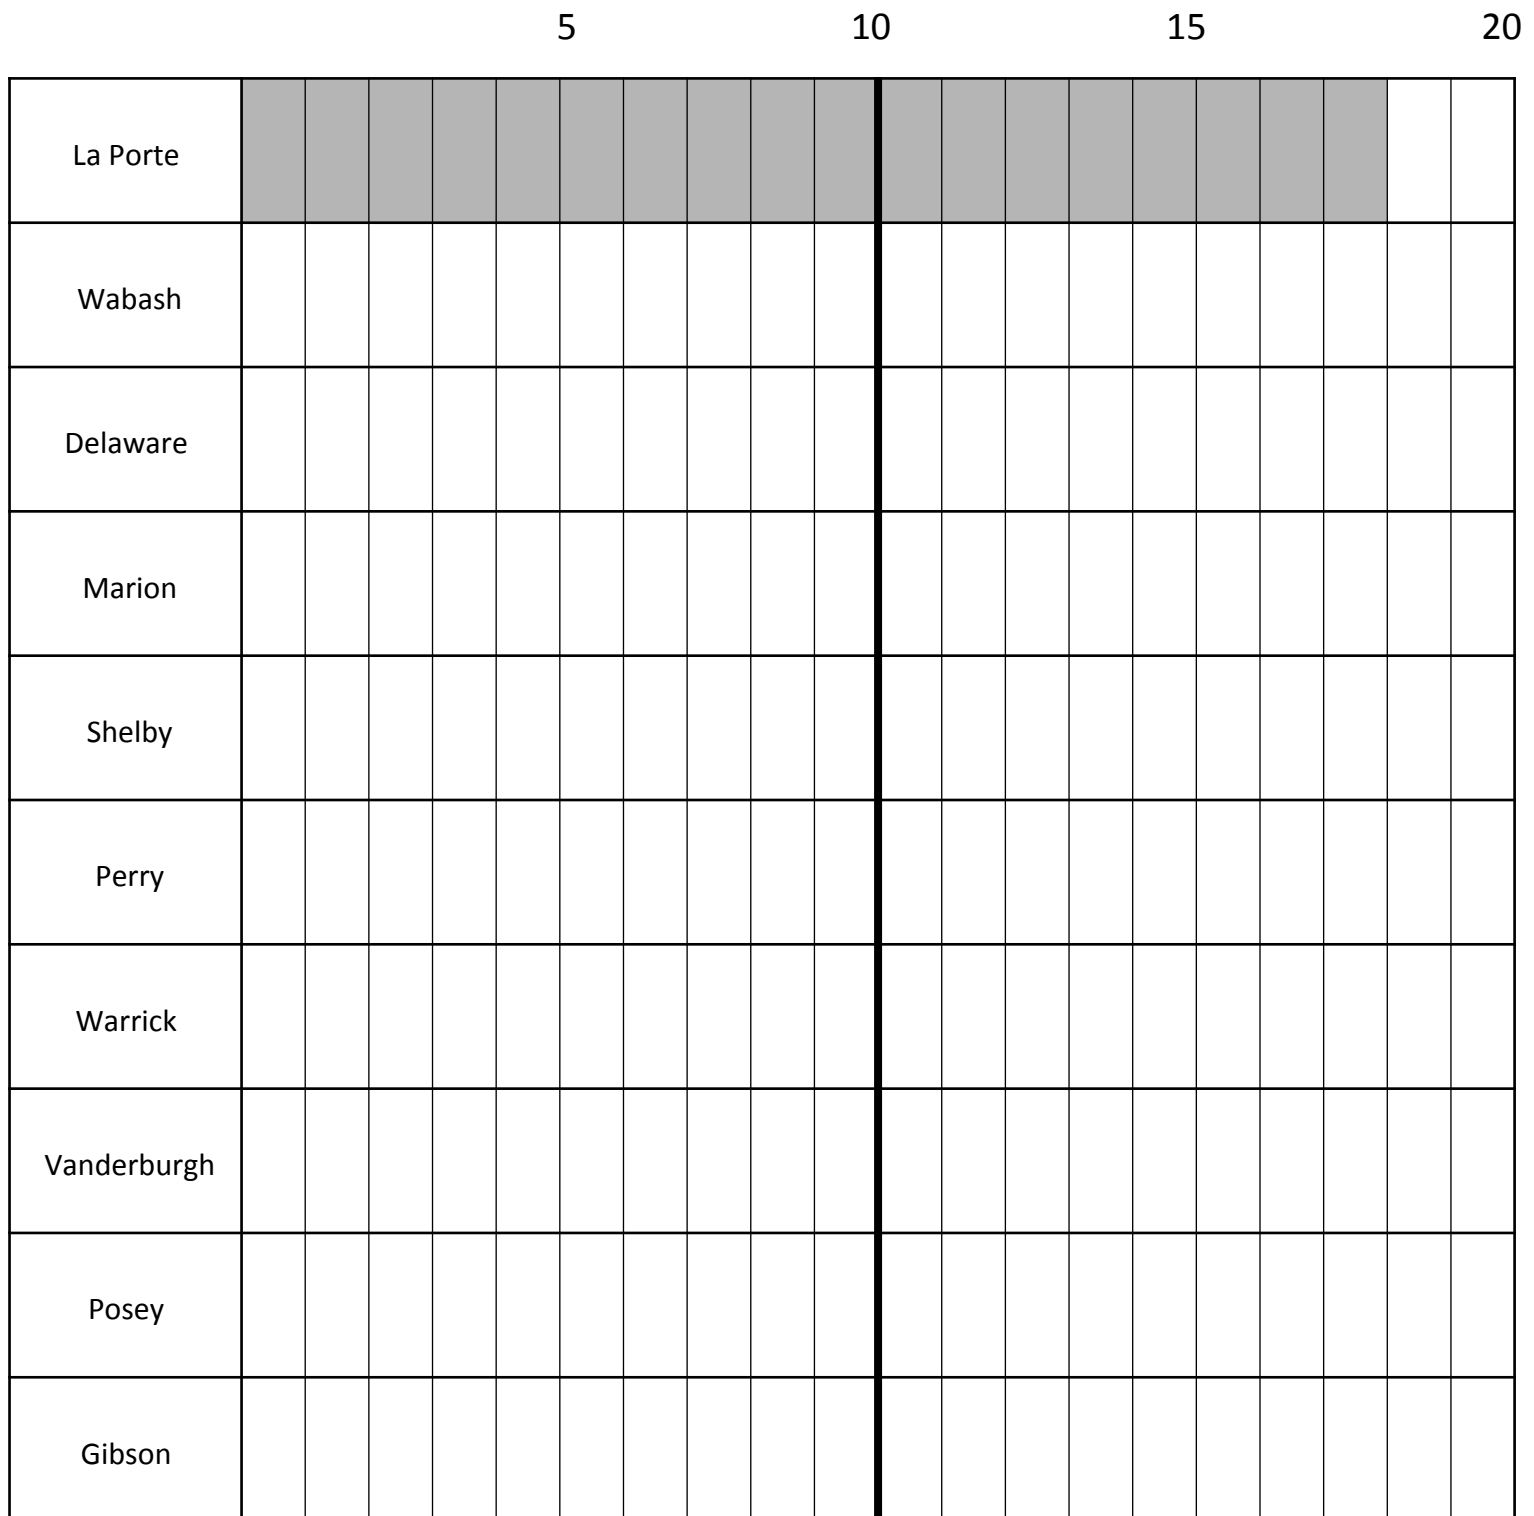 5 10 15 20
La Porte
Wabash
Delaware
Marion
Shelby
Perry
Warrick
Vanderburgh
Posey
Gibson